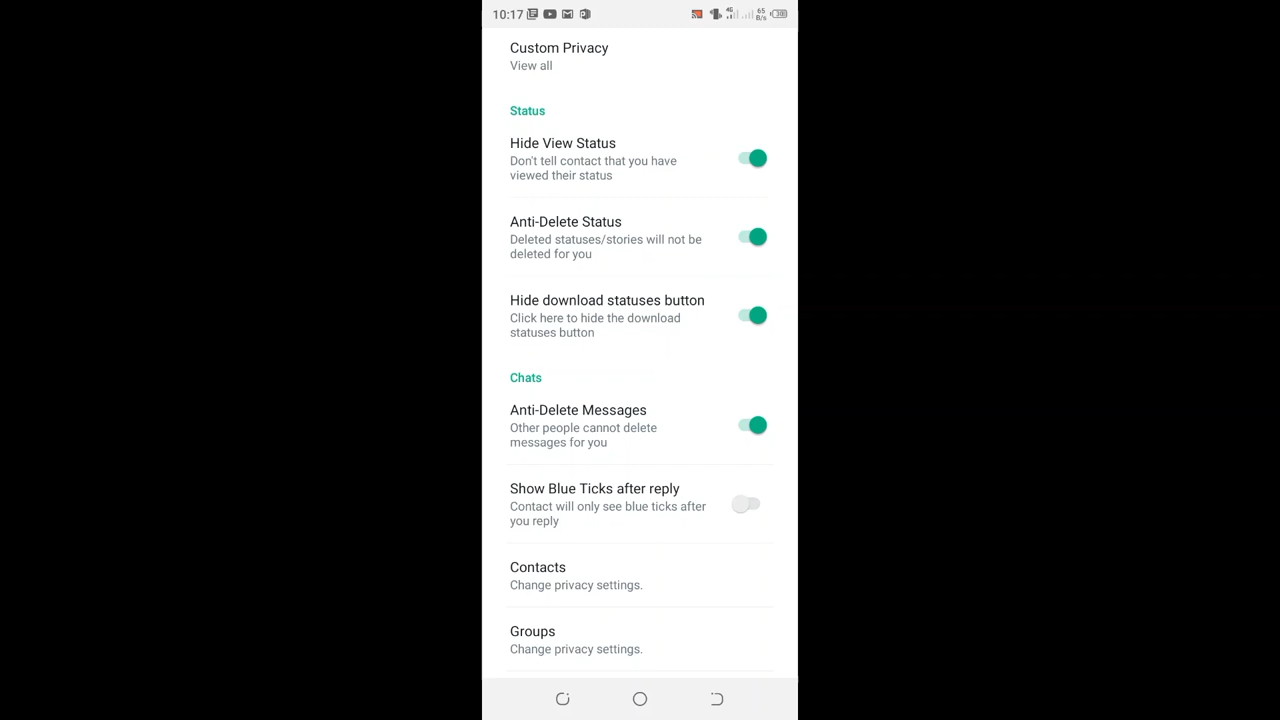 10:17 4G 65 B/s 30
Custom Privacy
View all
Status
Hide View Status
Don't tell contact that you have
viewed their status
Anti-Delete Status
Deleted statuses/stories will not be
deleted for you
Hide download statuses button
Click here to hide the download
statuses button
Chats
Anti-Delete Messages
Other people cannot delete
messages for you
Show Blue Ticks after reply
Contact will only see blue ticks after
you reply
Contacts
Change privacy settings.
Groups
Change privacy settings.